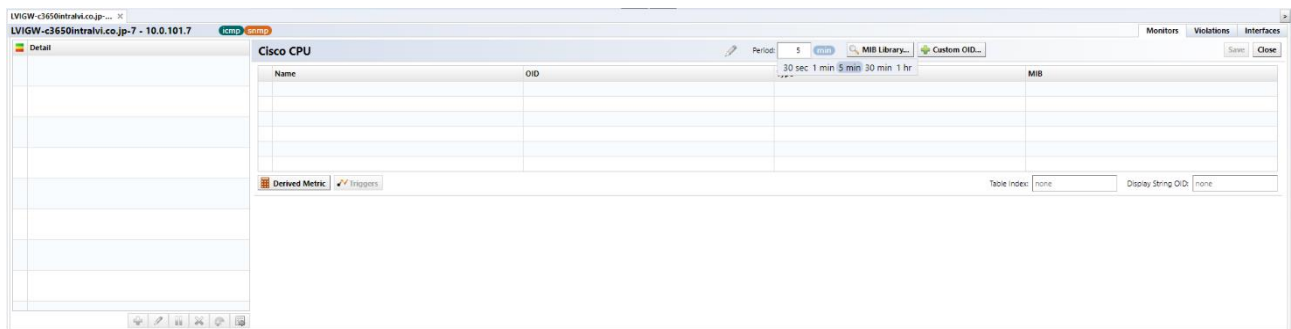 LVIGW-c3650intralvi.co.jp-... ×
LVIGW-c3650intralvi.co.jp-7 - 10.0.101.7 icmp snmp Monitors Violations Interfaces
Detail
Cisco CPU Period: 5 min MIB Library... Custom OID... Save Close
30 sec 1 min 5 min 30 min 1 hr
Name OID MIB
Derived Metric Triggers Table Index: none Display String OID: none